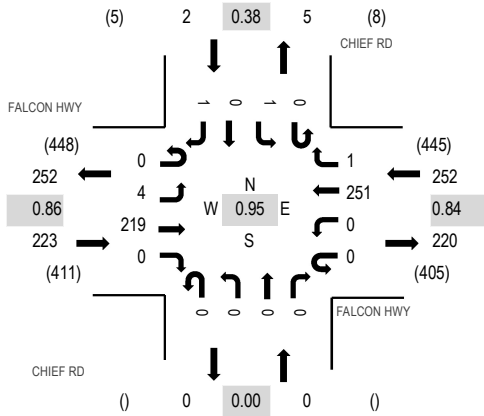 (5) 2 0.38 5 (8)
CHIEF RD
FALCON HWY
1 0 1 0
(448) (445)
252 0 1 252
0.86 4 N 251 0.84
W 0.95 E
223 219 S 0 220
0 0
(411) (405)
0 0 0 0
FALCON HWY
CHIEF RD
() 0 0.00 0 ()